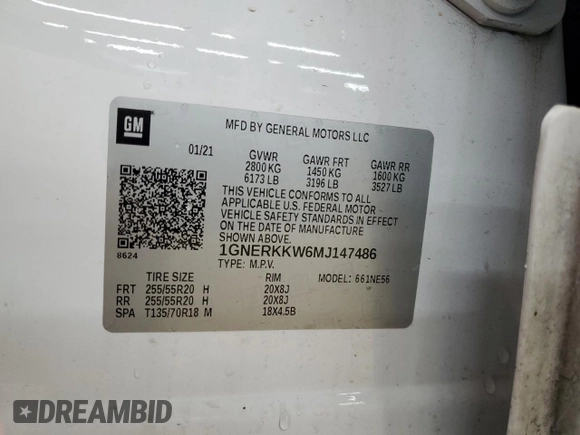 GM
MFD BY GENERAL MOTORS LLC
01/21 GVWR GAWR FRT GAWR RR
2800 KG 1450 KG 1600 KG
6173 LB 3196 LB 3527 LB
THIS VEHICLE CONFORMS TO ALL
APPLICABLE U.S. FEDERAL MOTOR
VEHICLE SAFETY STANDARDS IN EFFECT
ON THE DATE OF MANUFACTURE
SHOWN ABOVE.
8624 1GNERKKW6MJ147486
TYPE: M.P.V. MODEL: 661NE56
TIRE SIZE RIM
FRT 255/55R20 H 20X8J
RR 255/55R20 H 20X8J
SPA T135/70R18 M 18X4.5B
DREAMBID